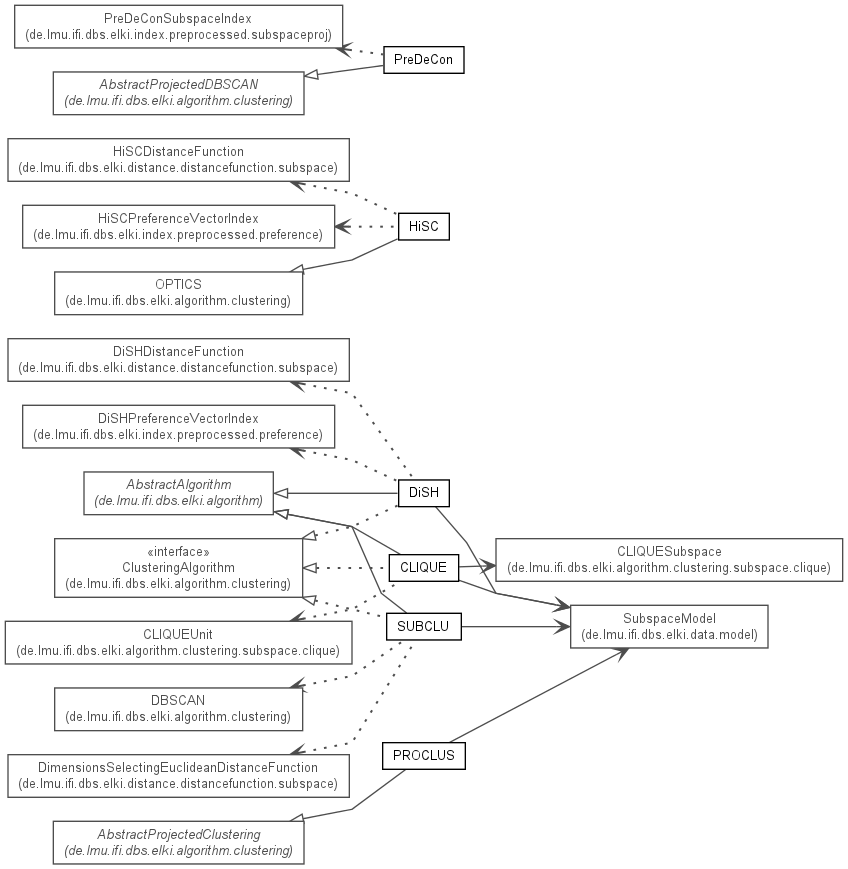 PreDeConSubspaceIndex
(de.lmu.ifi.dbs.elki.index.preprocessed.subspaceproj)
PreDeCon
AbstractProjectedDBSCAN
(de.lmu.ifi.dbs.elki.algorithm.clustering)
HiSCDistanceFunction
(de.lmu.ifi.dbs.elki.distance.distancefunction.subspace)
HiSCPreferenceVectorIndex
(de.lmu.ifi.dbs.elki.index.preprocessed.preference)
HiSC
OPTICS
(de.lmu.ifi.dbs.elki.algorithm.clustering)
DiSHDistanceFunction
(de.lmu.ifi.dbs.elki.distance.distancefunction.subspace)
DiSHPreferenceVectorIndex
(de.lmu.ifi.dbs.elki.index.preprocessed.preference)
AbstractAlgorithm
(de.lmu.ifi.dbs.elki.algorithm)
DiSH
«interface»
ClusteringAlgorithm
(de.lmu.ifi.dbs.elki.algorithm.clustering)
CLIQUE
CLIQUESubspace
(de.lmu.ifi.dbs.elki.algorithm.clustering.subspace.clique)
CLIQUEUnit
(de.lmu.ifi.dbs.elki.algorithm.clustering.subspace.clique)
SUBCLU
SubspaceModel
(de.lmu.ifi.dbs.elki.data.model)
DBSCAN
(de.lmu.ifi.dbs.elki.algorithm.clustering)
DimensionsSelectingEuclideanDistanceFunction
(de.lmu.ifi.dbs.elki.distance.distancefunction.subspace)
PROCLUS
AbstractProjectedClustering
(de.lmu.ifi.dbs.elki.algorithm.clustering)